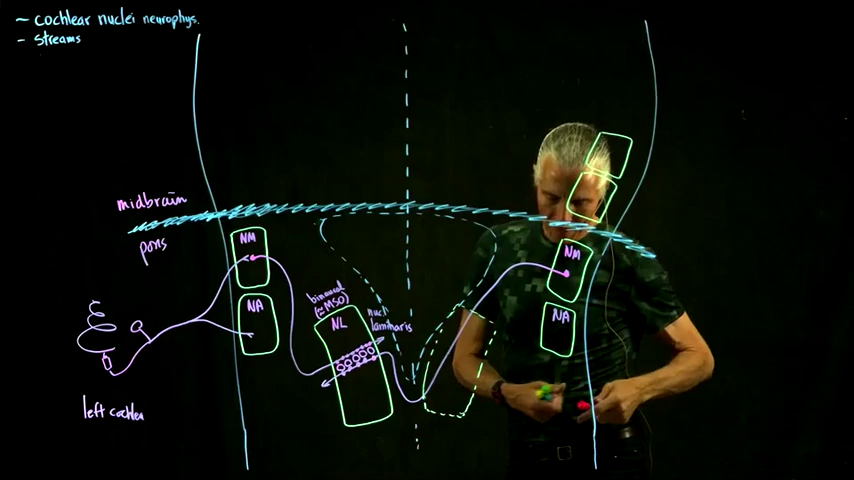 ~ cochlear nuclei neurophys.
- streams
midbrain
pons
NM
NA
left cochlea
binaural
(≈MSO)
NL
nucl
laminaris
NM
NA